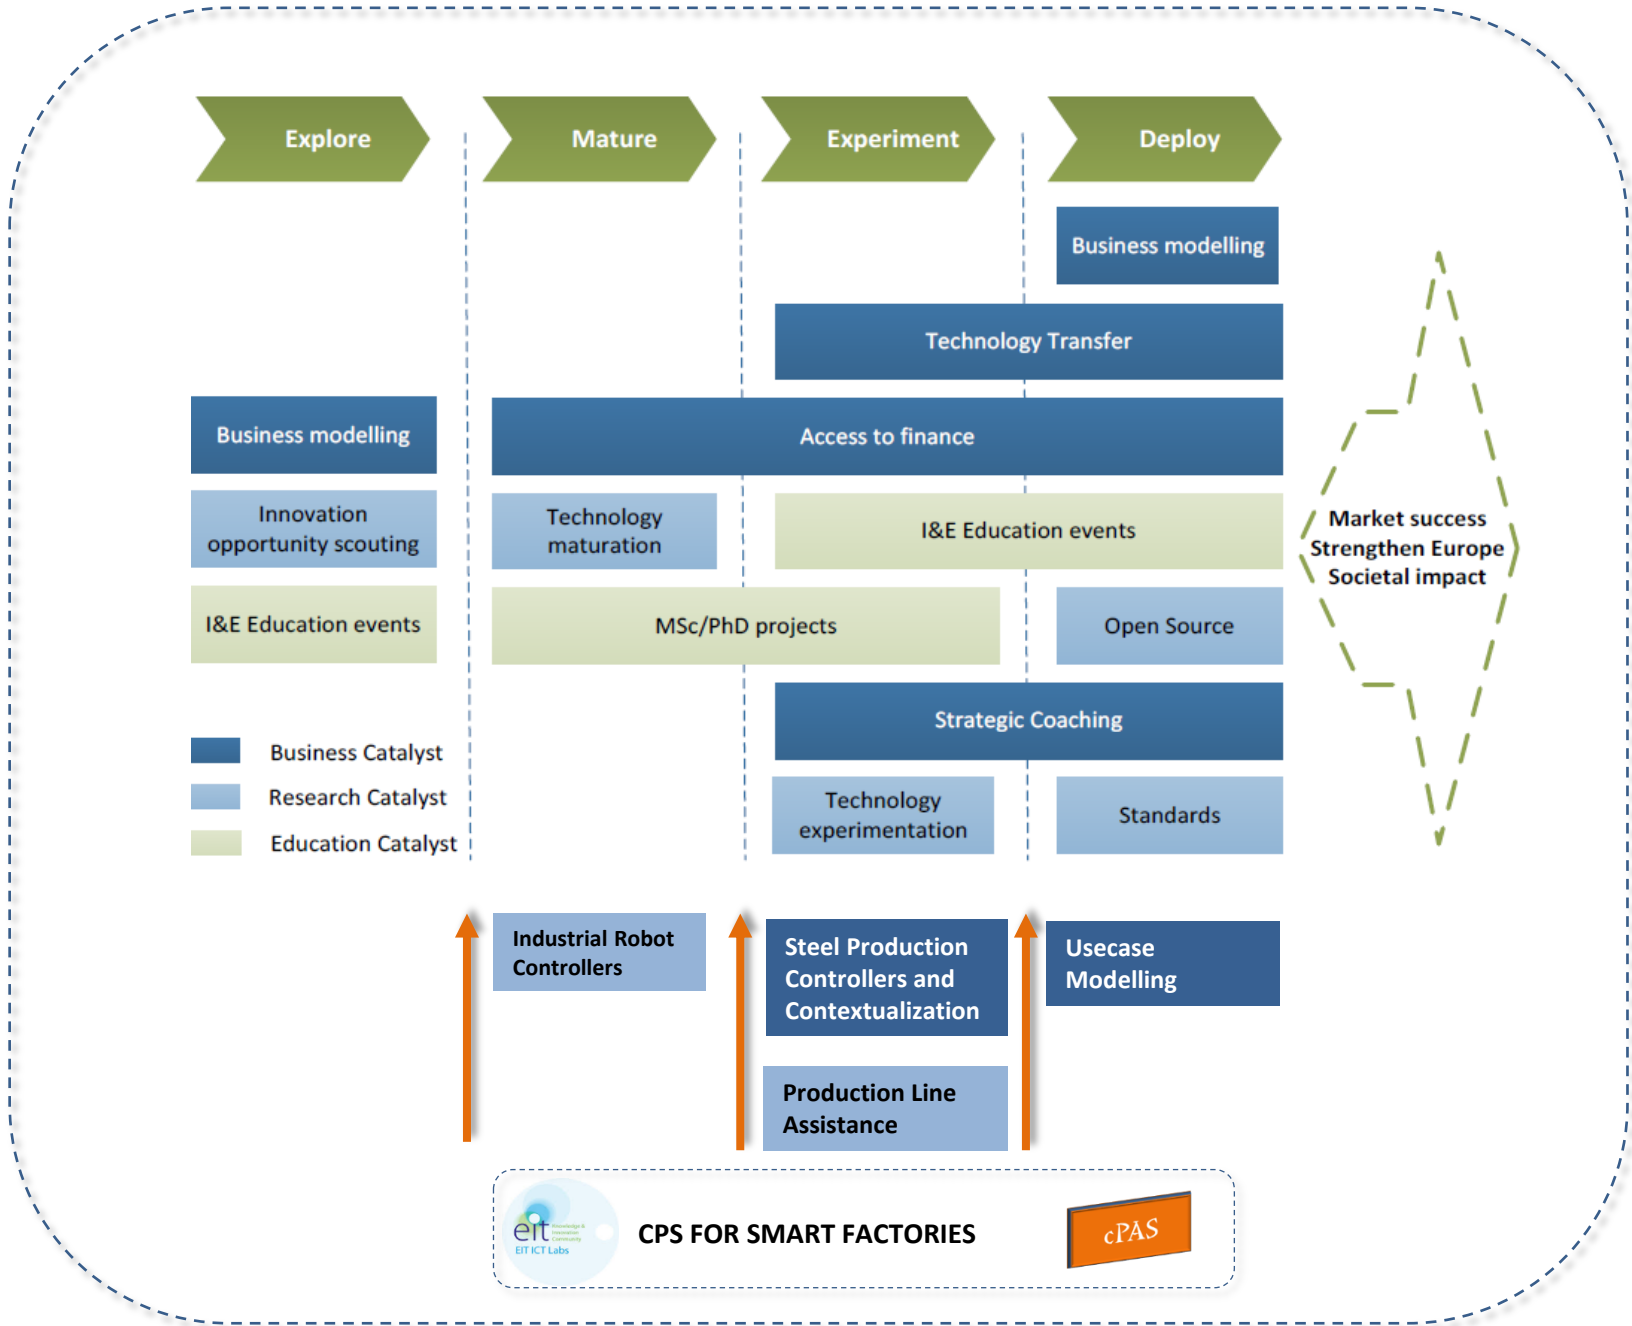 Explore
Mature
Experiment
Deploy
Business modelling
Technology Transfer
Business modelling
Access to finance
Innovation
opportunity scouting
Technology
maturation
I&E Education events
Market success
Strengthen Europe
Societal impact
I&E Education events
MSc/PhD projects
Open Source
Strategic Coaching
Business Catalyst
Research Catalyst
Education Catalyst
Technology
experimentation
Standards
Industrial Robot
Controllers
Steel Production
Controllers and
Contextualization
Usecase
Modelling
Production Line
Assistance
eit
Knowledge &
Innovation
Community
EIT ICT Labs
CPS FOR SMART FACTORIES
cPAS